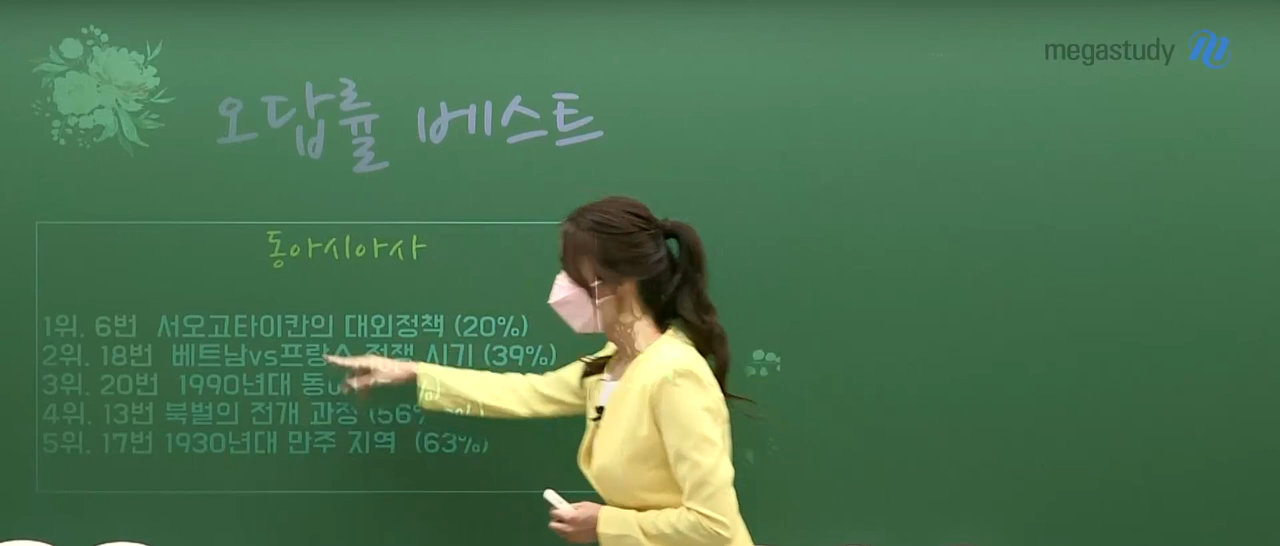 megastudy
오답률 베스트
동아시아사
1위. 6번 서오고타이칸의 대외정책 (20%)
2위. 18번 베트남vs프랑스 전쟁 시기 (39%)
3위. 20번 1990년대
4위. 13번 북벌의 전개 과정
5위. 17번 1930년대 만주 지역 (63%)